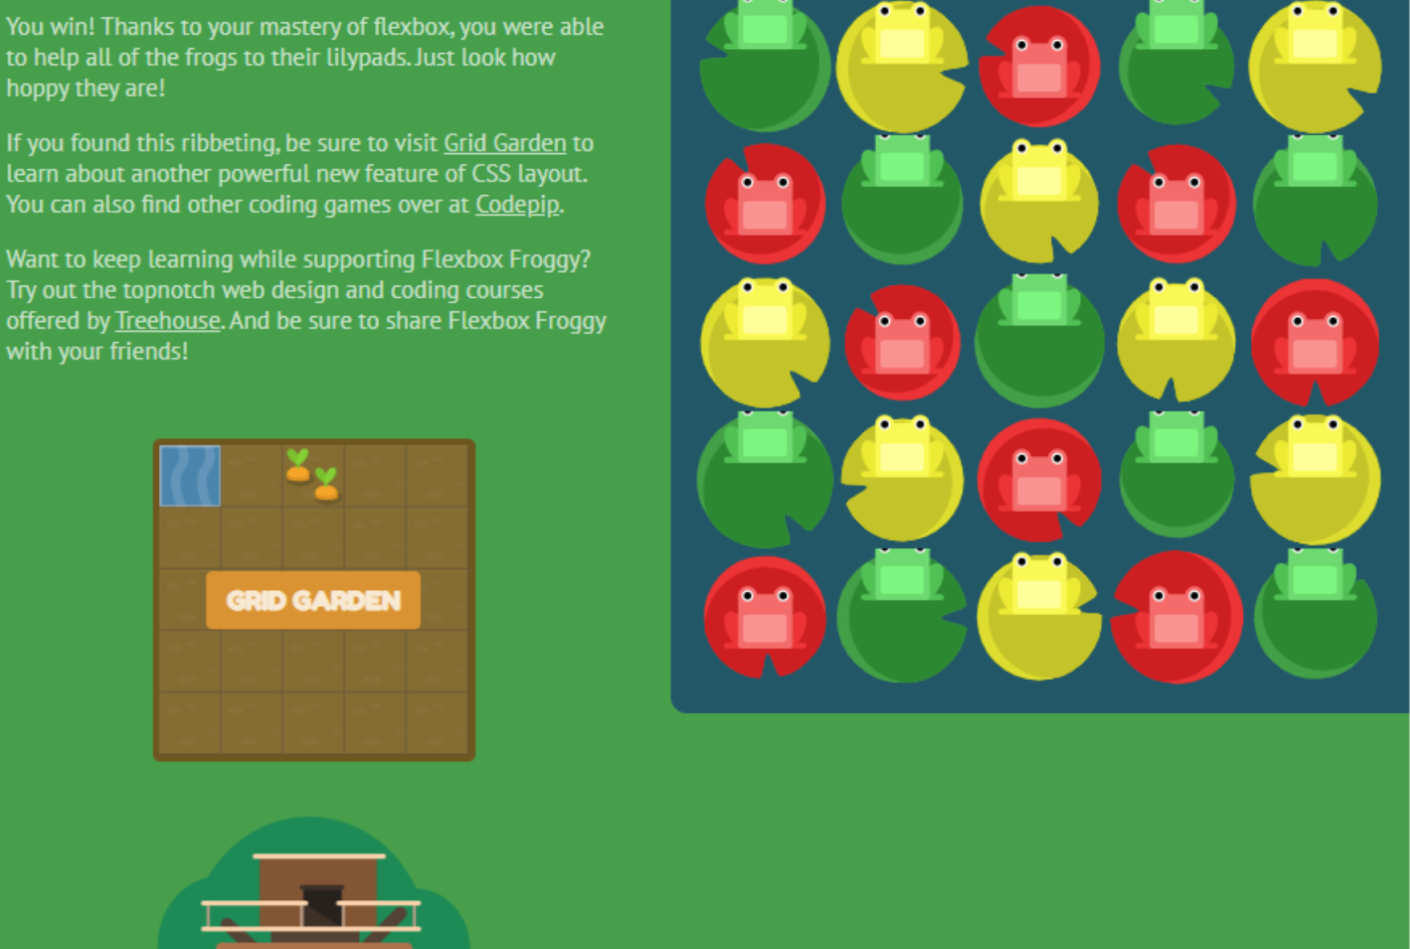 You win! Thanks to your mastery of flexbox, you were able
to help all of the frogs to their lilypads. Just look how
hoppy they are!
If you found this ribbeting, be sure to visit Grid Garden to
learn about another powerful new feature of CSS layout.
You can also find other coding games over at Codepip.
Want to keep learning while supporting Flexbox Froggy?
Try out the topnotch web design and coding courses
offered by Treehouse. And be sure to share Flexbox Froggy
with your friends!
GRID GARDEN